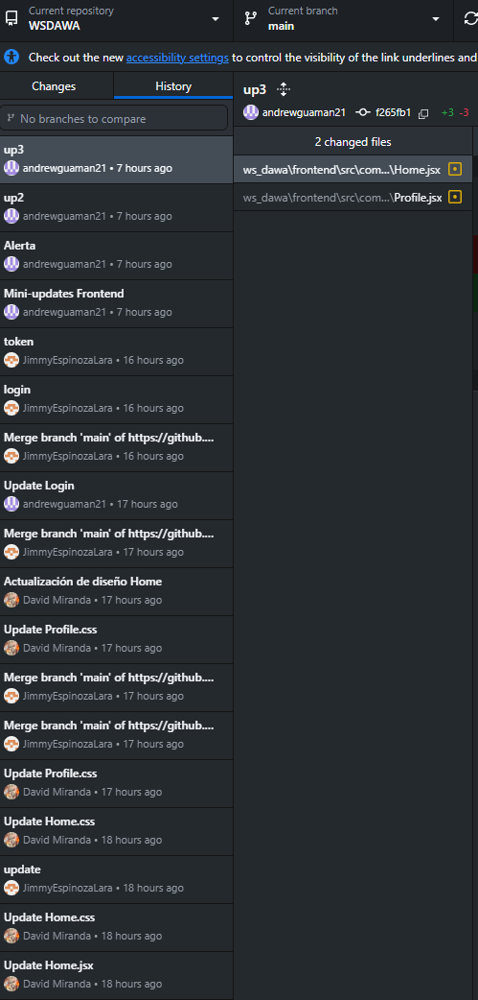 Current repository
WSDAWA
Current branch
main
Check out the new accessibility settings to control the visibility of the link underlines and
Changes
History
No branches to compare
up3
andrewguaman21 • 7 hours ago
up2
andrewguaman21 • 7 hours ago
Alerta
andrewguaman21 • 7 hours ago
Mini-updates Frontend
andrewguaman21 • 7 hours ago
token
JimmyEspinozaLara • 16 hours ago
login
JimmyEspinozaLara • 16 hours ago
Merge branch 'main' of https://github....
JimmyEspinozaLara • 16 hours ago
Update Login
andrewguaman21 • 17 hours ago
Merge branch 'main' of https://github....
JimmyEspinozaLara • 17 hours ago
Actualización de diseño Home
David Miranda • 17 hours ago
Update Profile.css
David Miranda • 17 hours ago
Merge branch 'main' of https://github....
JimmyEspinozaLara • 17 hours ago
Merge branch 'main' of https://github....
JimmyEspinozaLara • 17 hours ago
Update Profile.css
David Miranda • 17 hours ago
Update Home.css
David Miranda • 18 hours ago
update
JimmyEspinozaLara • 18 hours ago
Update Home.css
David Miranda • 18 hours ago
Update Home.jsx
David Miranda • 18 hours ago
up3
andrewguaman21 f265fb1 +3 -3
2 changed files
ws_dawa\frontend\src\com...\Home.jsx
ws_dawa\frontend\src\com...\Profile.jsx